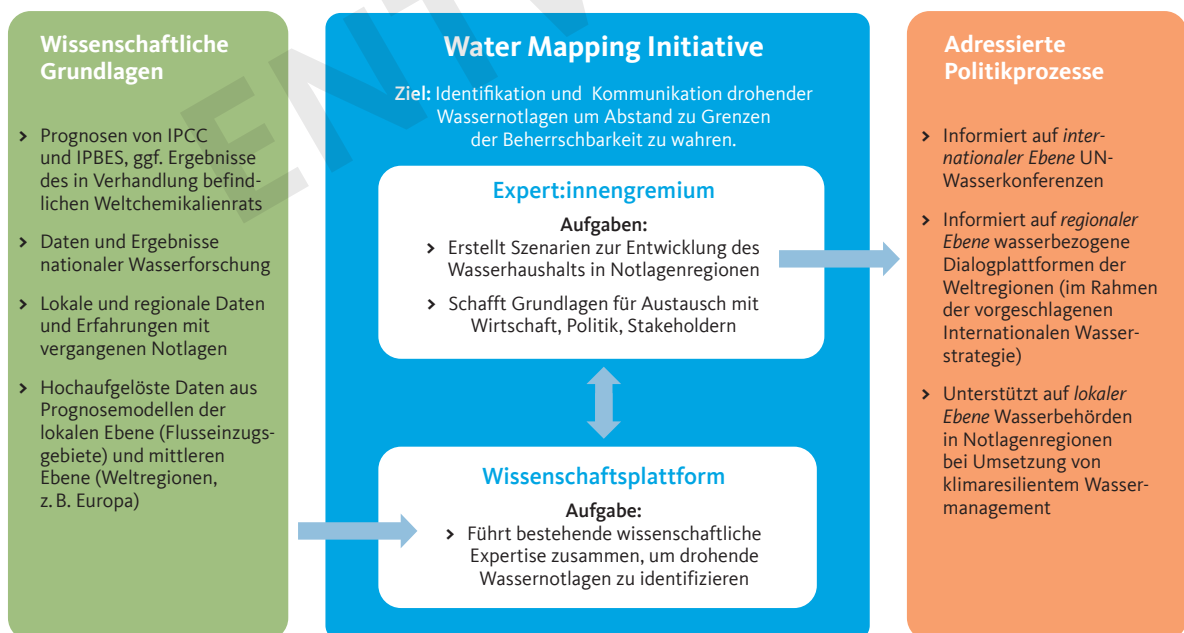 Wissenschaftliche
Grundlagen
> Prognosen von IPCC
und IPBES, ggf. Ergebnisse
des in Verhandlung befind-
lichen Weltchemikalienrats
> Daten und Ergebnisse
nationaler Wasserforschung
> Lokale und regionale Daten
und Erfahrungen mit
vergangenen Notlagen
> Hochaufgelöste Daten aus
Prognosemodellen der
lokalen Ebene (Flusseinzugs-
gebiete) und mittleren
Ebene (Weltregionen,
z. B. Europa)
Water Mapping Initiative
Ziel: Identifikation und Kommunikation drohender
Wassernotlagen um Abstand zu Grenzen
der Beherrschbarkeit zu wahren.
Expert:innengremium
Aufgaben:
> Erstellt Szenarien zur Entwicklung des
Wasserhaushalts in Notlagenregionen
> Schafft Grundlagen für Austausch mit
Wirtschaft, Politik, Stakeholdern
Wissenschaftsplattform
Aufgabe:
> Führt bestehende wissenschaftliche
Expertise zusammen, um drohende
Wassernotlagen zu identifizieren
Adressierte
Politikprozesse
> Informiert auf inter-
nationaler Ebene UN-
Wasserkonferenzen
> Informiert auf regionaler
Ebene wasserbezogene
Dialogplattformen der
Weltregionen (im Rahmen
der vorgeschlagenen
Internationalen Wasser-
strategie)
> Unterstützt auf lokaler
Ebene Wasserbehörden
in Notlagenregionen
bei Umsetzung von
klimaresilientem Wasser-
management